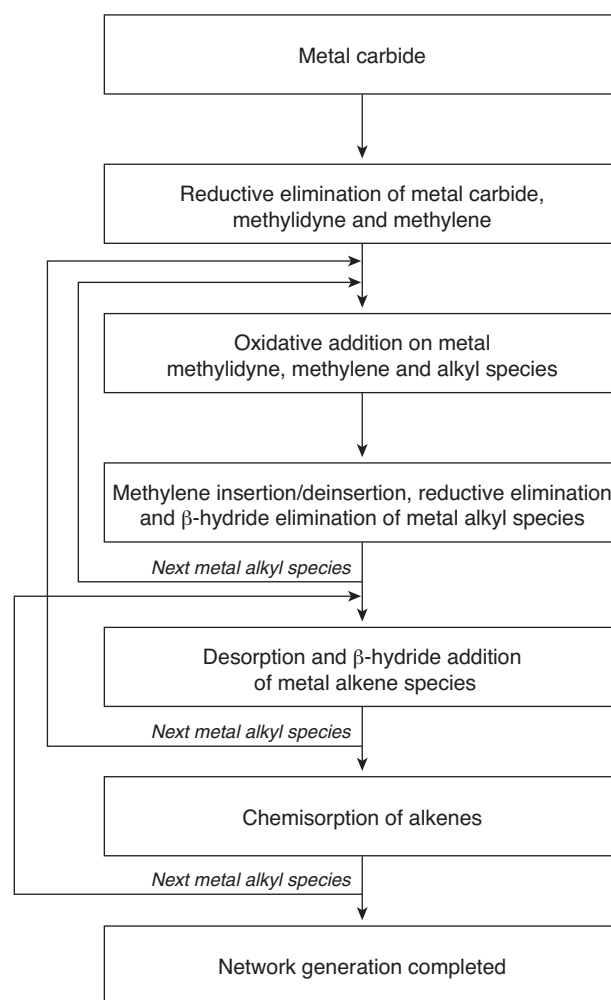 Metal carbide
Reductive elimination of metal carbide,
methylidyne and methylene
Oxidative addition on metal
methylidyne, methylene and alkyl species
Methylene insertion/deinsertion, reductive elimination
and β-hydride elimination of metal alkyl species
Next metal alkyl species
Desorption and β-hydride addition
of metal alkene species
Next metal alkyl species
Chemisorption of alkenes
Next metal alkyl species
Network generation completed